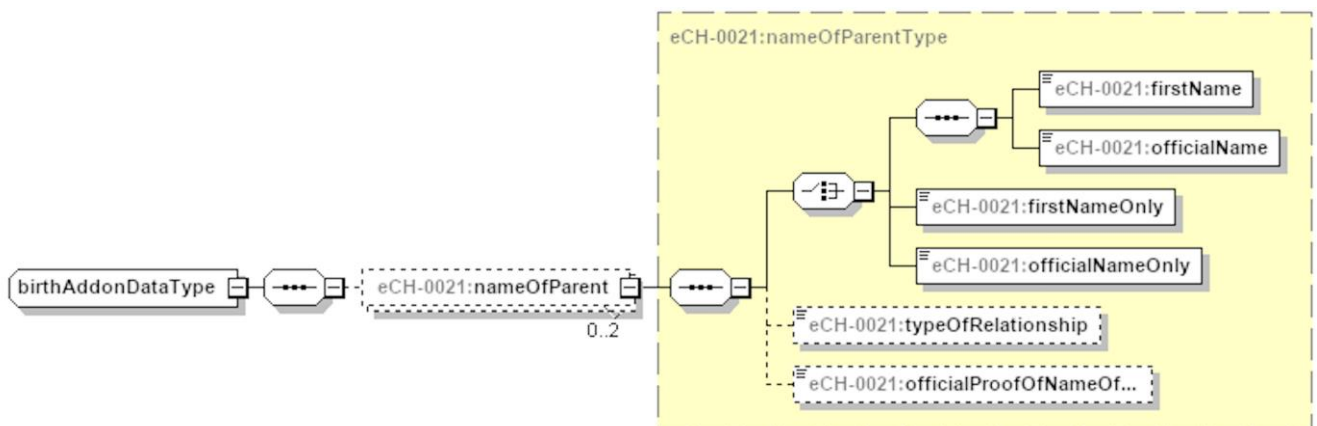 eCH-0021:nameOfParentType
eCH-0021:firstName
eCH-0021:officialName
eCH-0021:firstNameOnly
eCH-0021:officialNameOnly
birthAddonDataType
eCH-0021:nameOfParent
0..2
eCH-0021:typeOfRelationship
eCH-0021:officialProofOfNameOf...